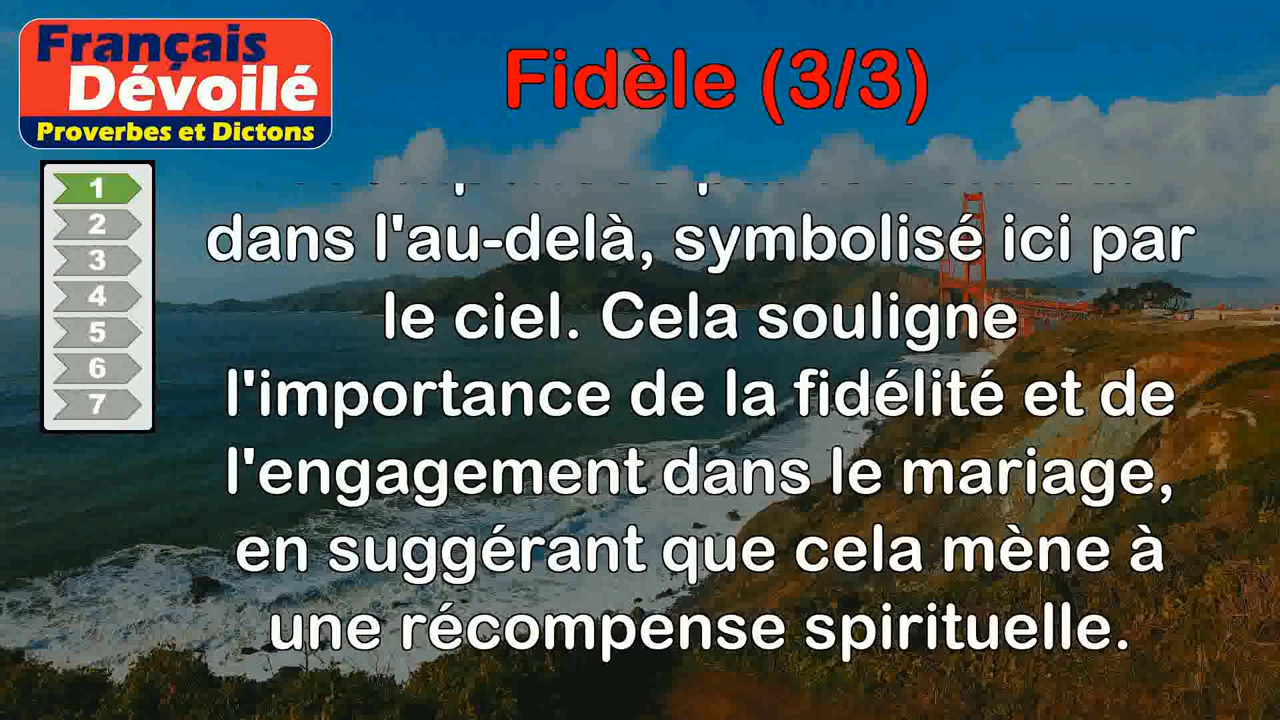 Français
Dévoilé
Proverbes et Dictons
Fidèle (3/3)
1
2
3
4
5
6
7
dans l'au-delà, symbolisé ici par
le ciel. Cela souligne
l'importance de la fidélité et de
l'engagement dans le mariage,
en suggérant que cela mène à
une récompense spirituelle.